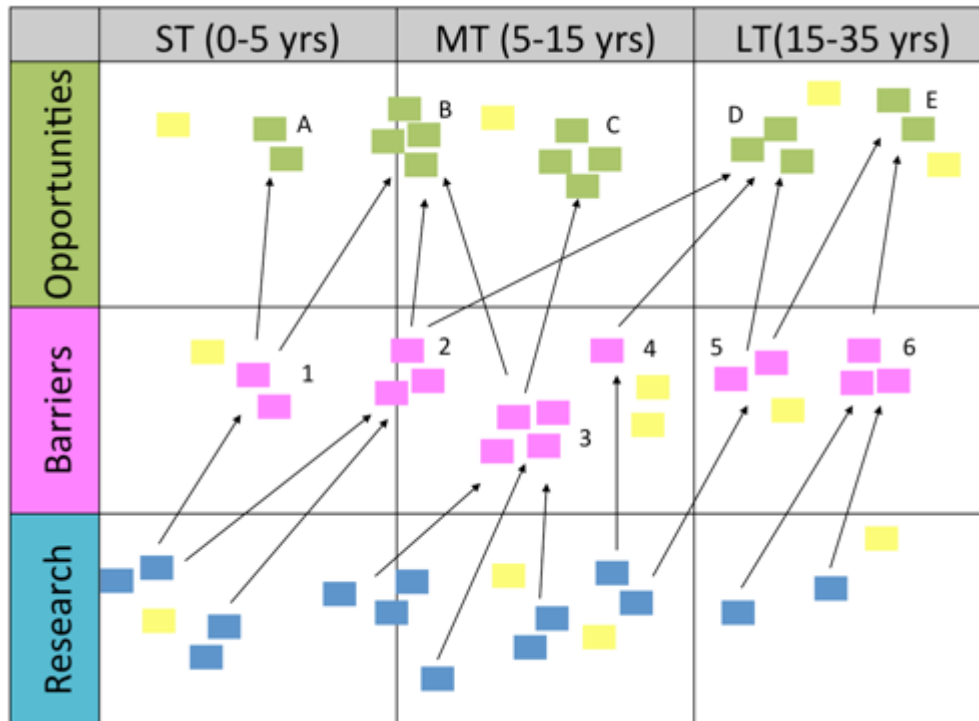 ST (0-5 yrs)
MT (5-15 yrs)
LT(15-35 yrs)
Opportunities
A
B
C
D
E
Barriers
1
2
3
4
5
6
Research